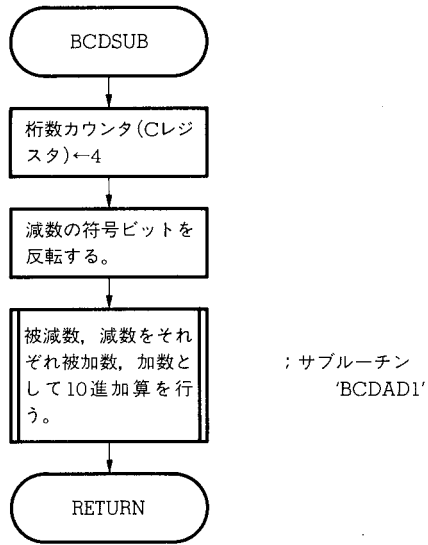 BCDSUB
桁数カウンタ(Cレジ
スタ)←4
減数の符号ビットを
反転する。
被減数，減数をそれ
ぞれ被加数，加数と
して10進加算を行
う。
；サブルーチン
'BCDAD1'
RETURN